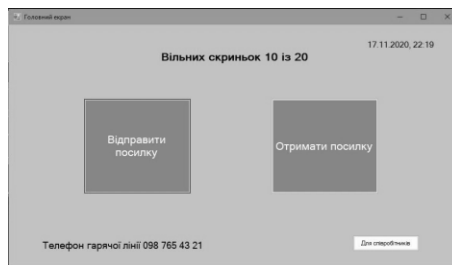 Головний екран
17.11.2020, 22:19
Вільних скриньок 10 із 20
Відправити
посилку
Отримати посилку
Телефон гарячої лінії 098 765 43 21
Для співробітників